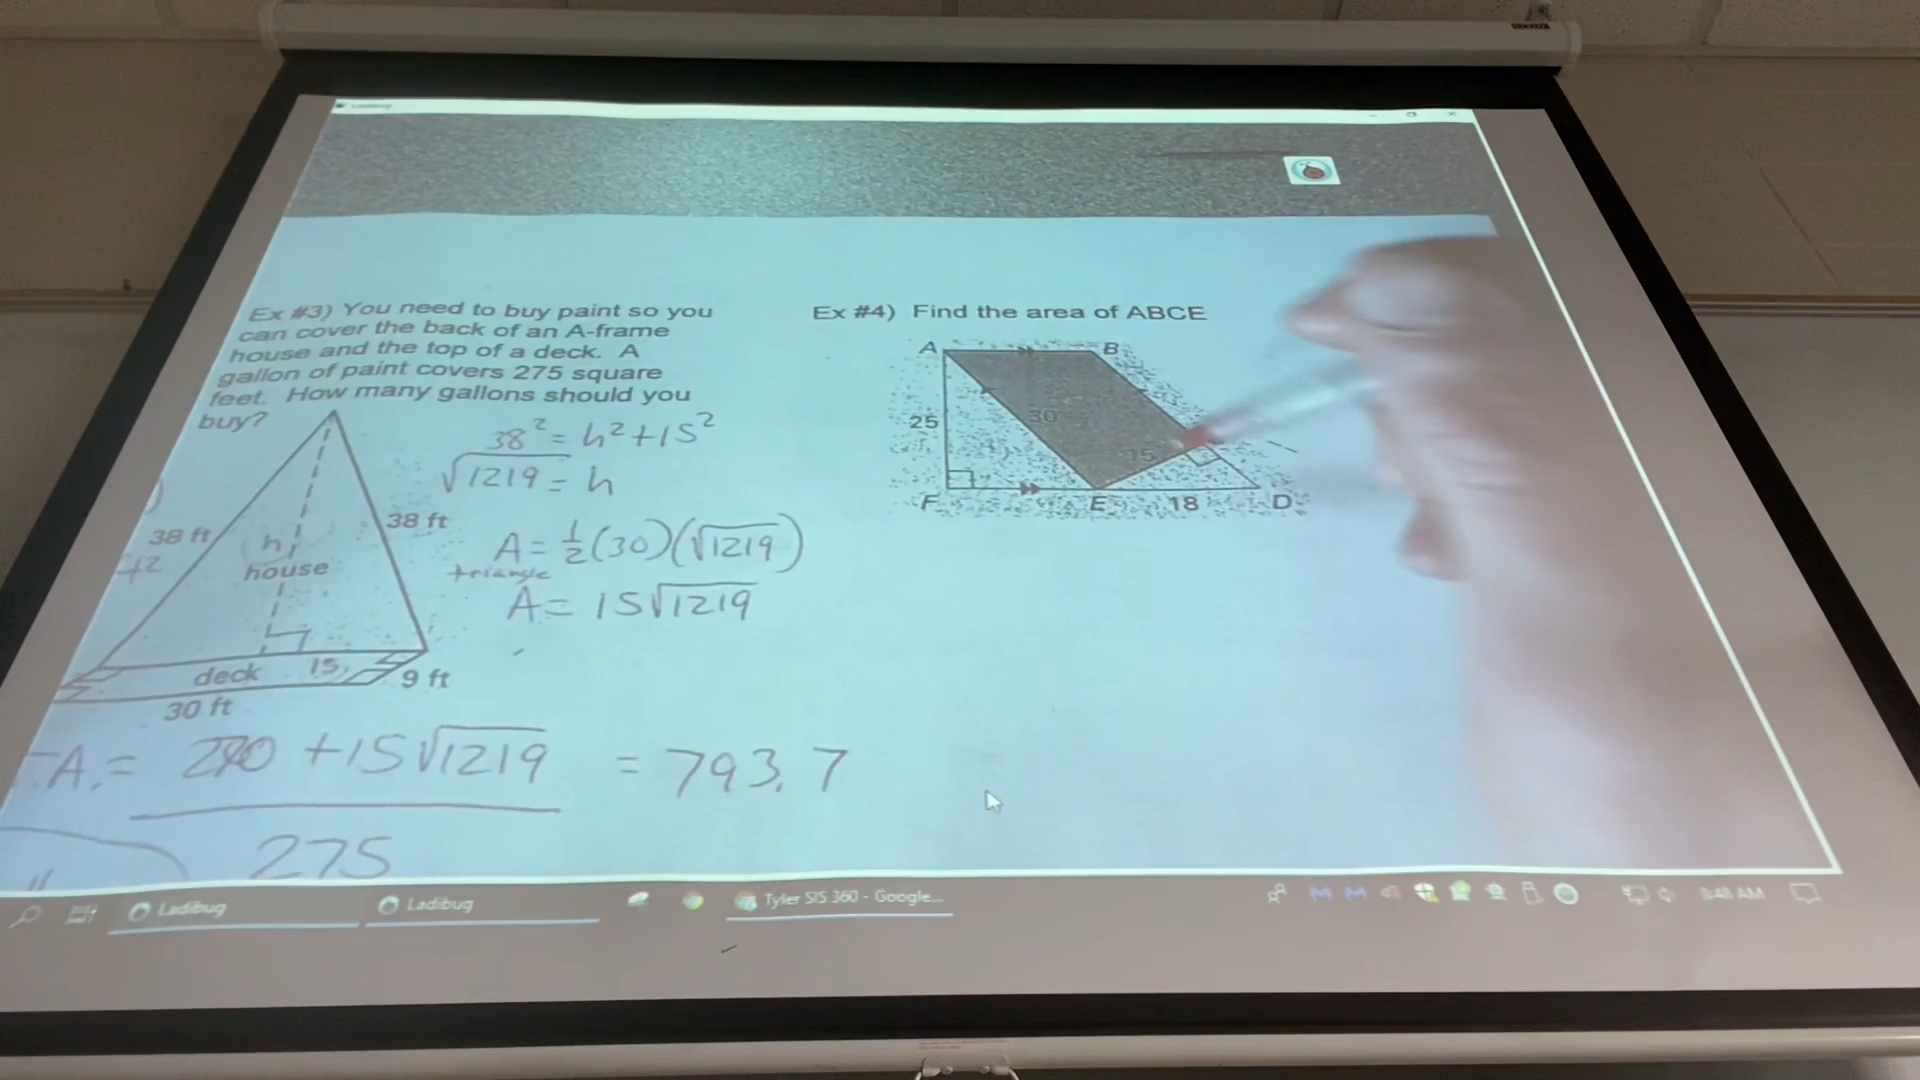 Ladibug
Ex #3) You need to buy paint so you
can cover the back of an A-frame
house and the top of a deck. A
gallon of paint covers 275 square
feet. How many gallons should you
buy?
38² = h² + 15²
√1219 = h
38 ft
38 ft
h
house
A = ½(30)(√1219)
triangle
A = 15√1219
deck
15
9 ft
30 ft
A. = 270 + 15√1219 = 793.7
275
Ex #4) Find the area of ABCE
A
B
25
30
15
F
E
18
D
Ladibug
Ladibug
Tyler SIS 360 - Google...
8:48 AM